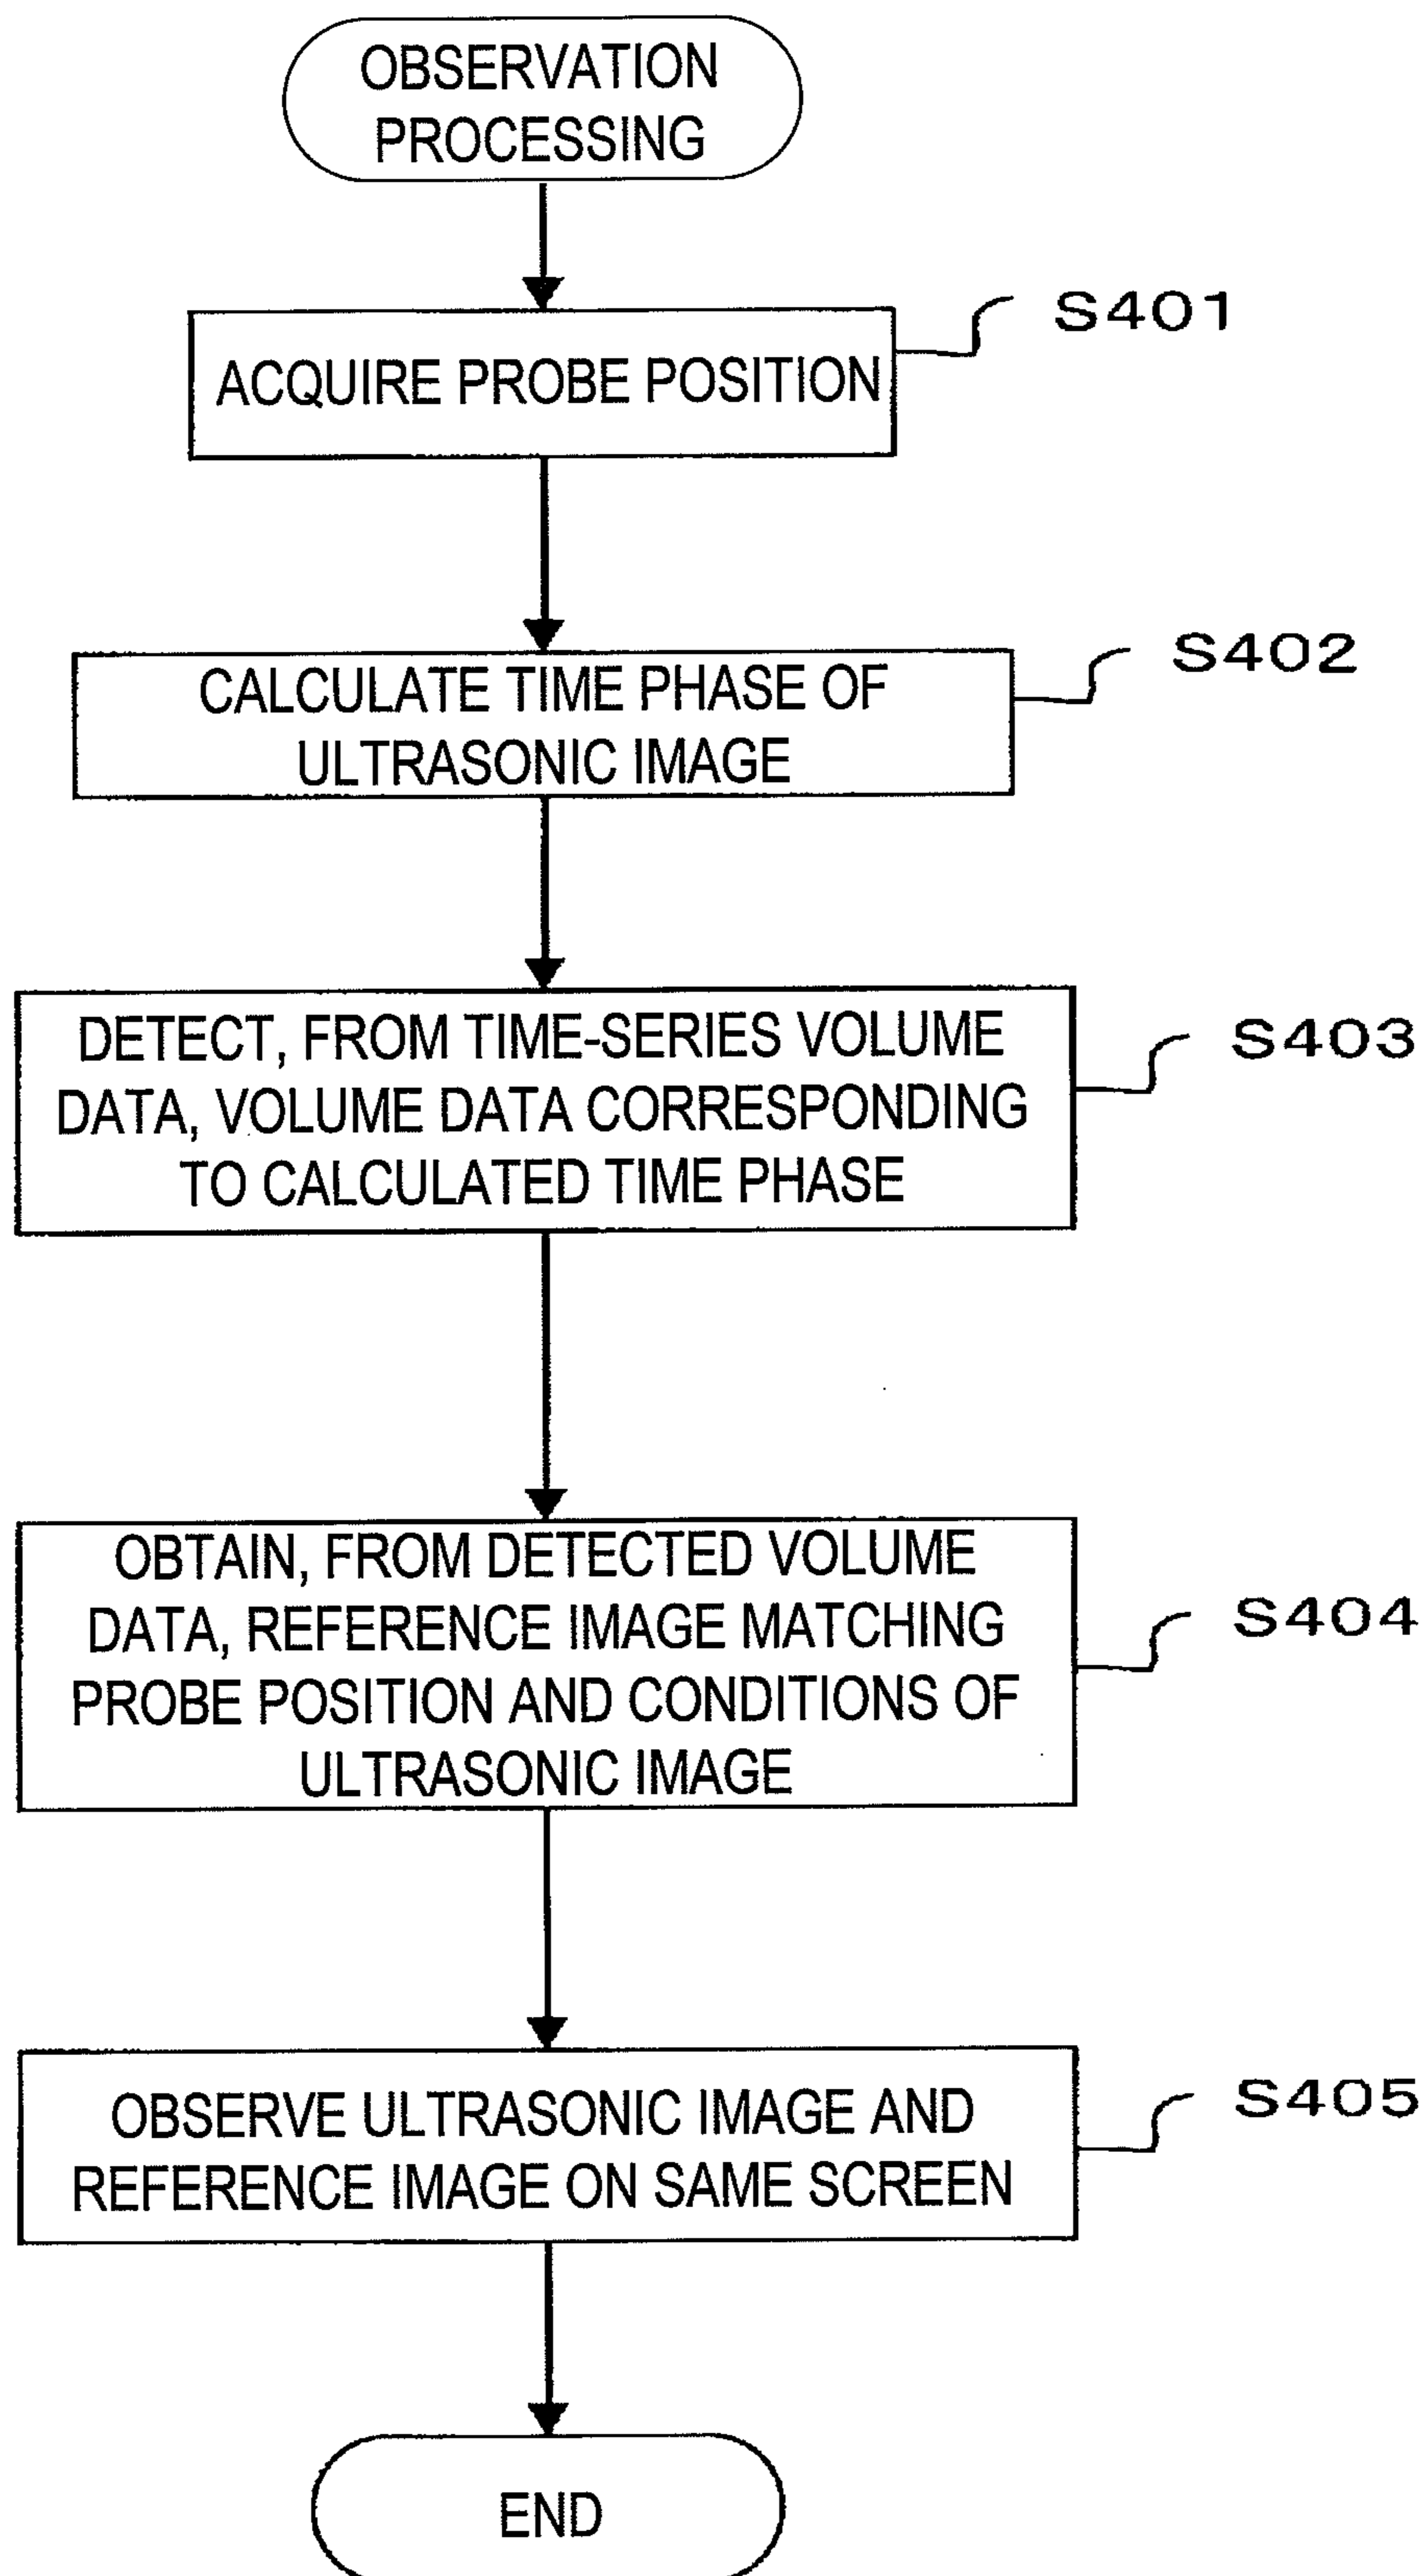 OBSERVATION
PROCESSING
S401
ACQUIRE PROBE POSITION
S402
CALCULATE TIME PHASE OF
ULTRASONIC IMAGE
S403
DETECT, FROM TIME-SERIES VOLUME
DATA, VOLUME DATA CORRESPONDING
TO CALCULATED TIME PHASE
S404
OBTAIN, FROM DETECTED VOLUME
DATA, REFERENCE IMAGE MATCHING
PROBE POSITION AND CONDITIONS OF
ULTRASONIC IMAGE
S405
OBSERVE ULTRASONIC IMAGE AND
REFERENCE IMAGE ON SAME SCREEN
END